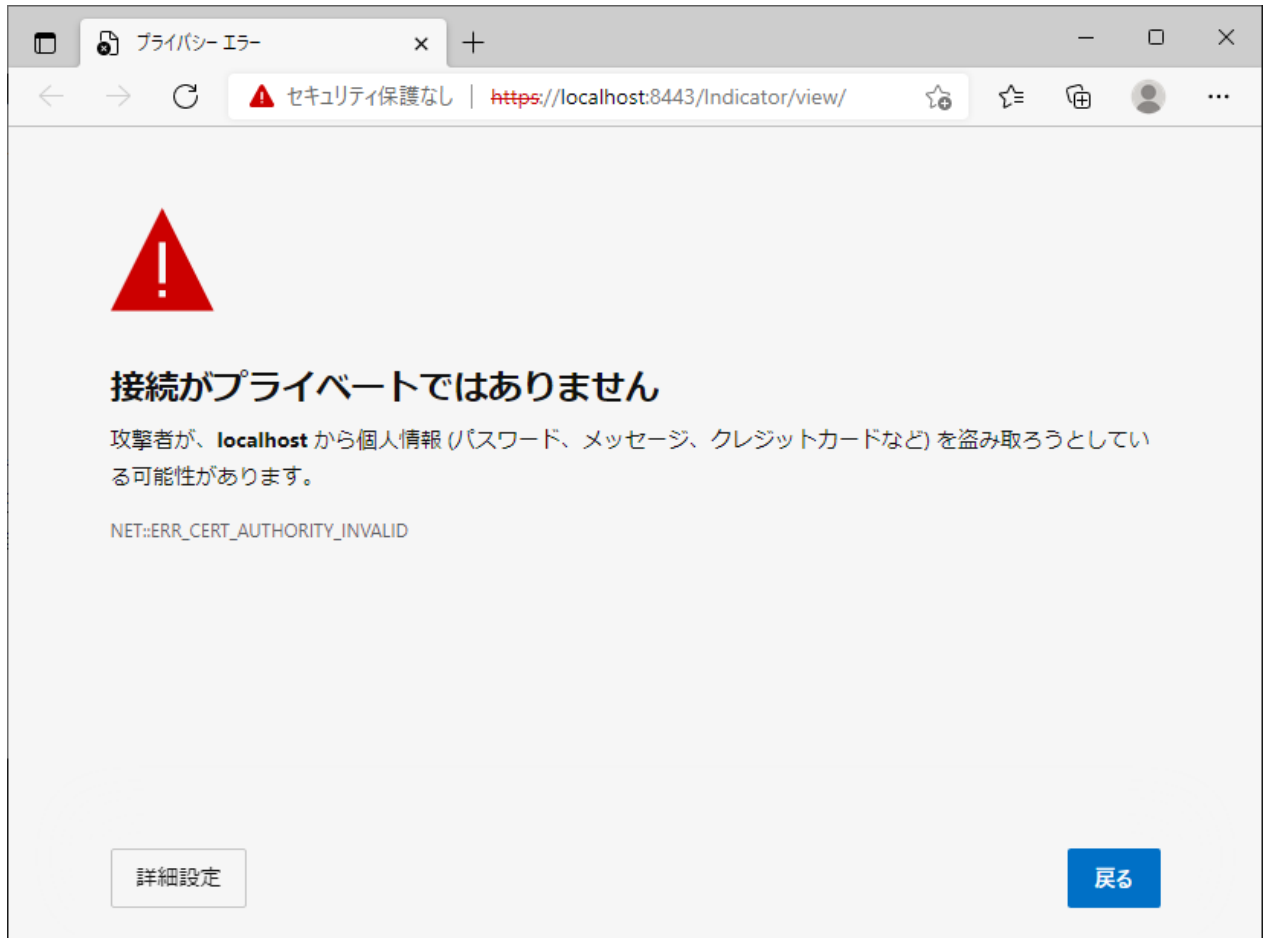 プライバシー エラー
セキュリティ保護なし | https://localhost:8443/Indicator/view/
接続がプライベートではありません
攻撃者が、localhost から個人情報 (パスワード、メッセージ、クレジットカードなど) を盗み取ろうとしてい
る可能性があります。
NET::ERR_CERT_AUTHORITY_INVALID
詳細設定
戻る